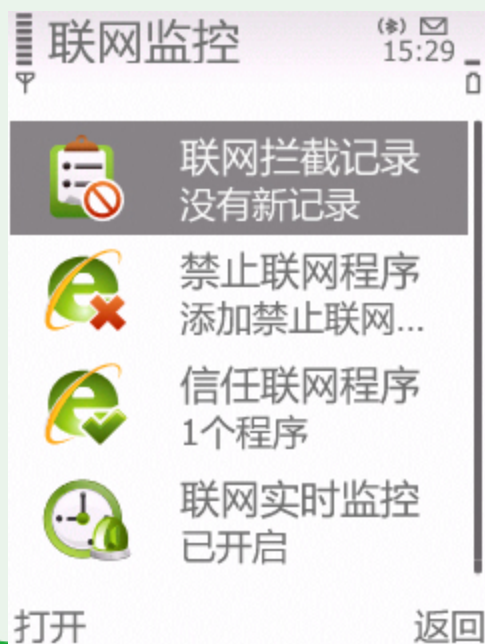 联网监控
15:29
联网拦截记录
没有新记录
禁止联网程序
添加禁止联网...
信任联网程序
1个程序
联网实时监控
已开启
打开 返回